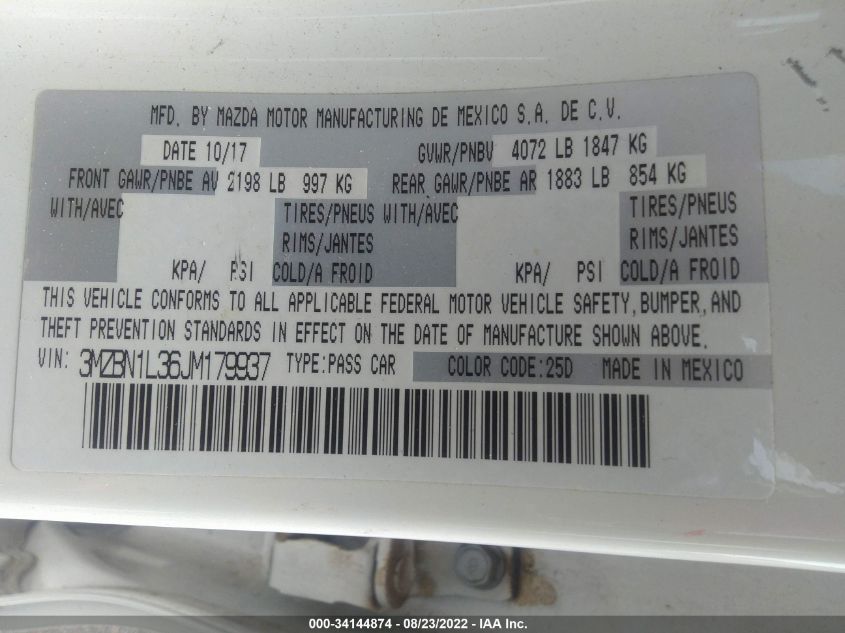 MFD. BY MAZDA MOTOR MANUFACTURING DE MEXICO S.A. DE C.V.
DATE 10/17 GVWR/PNBV 4072 LB 1847 KG
FRONT GAWR/PNBE AV 2198 LB 997 KG REAR GAWR/PNBE AR 1883 LB 854 KG
WITH/AVEC TIRES/PNEUS WITH/AVEC TIRES/PNEUS
RIMS/JANTES RIMS/JANTES
KPA/ PSI COLD/A FROID KPA/ PSI COLD/A FROID
THIS VEHICLE CONFORMS TO ALL APPLICABLE FEDERAL MOTOR VEHICLE SAFETY, BUMPER, AND
THEFT PREVENTION STANDARDS IN EFFECT ON THE DATE OF MANUFACTURE SHOWN ABOVE.
VIN: 3MZBN1L36JM179937 TYPE:PASS CAR COLOR CODE:25D MADE IN MEXICO
000-34144874 - 08/23/2022 - IAA Inc.